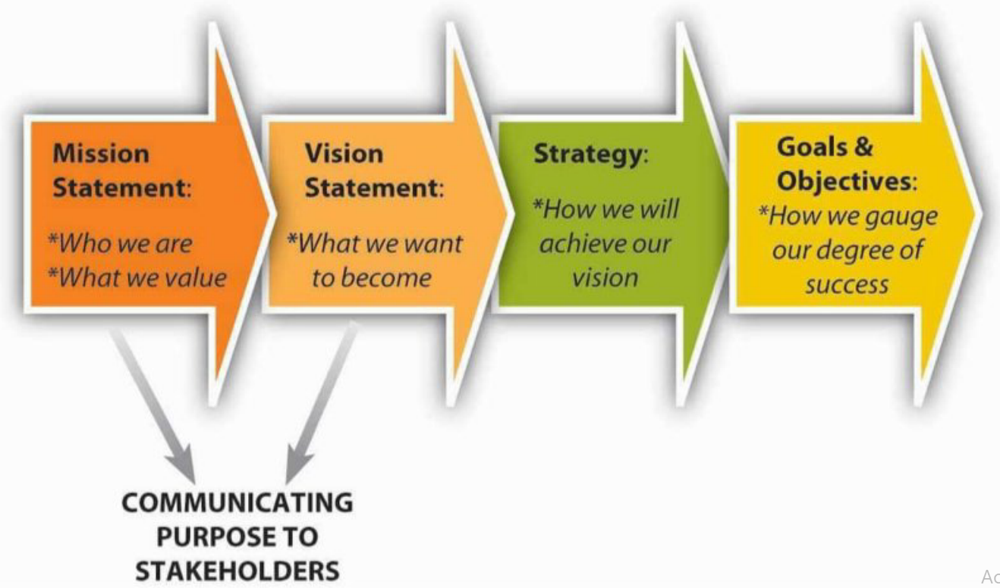 Mission
Statement:
*Who we are
*What we value
Vision
Statement:
*What we want
to become
Strategy:
*How we will
achieve our
vision
Goals &
Objectives:
*How we gauge
our degree of
success
COMMUNICATING
PURPOSE TO
STAKEHOLDERS